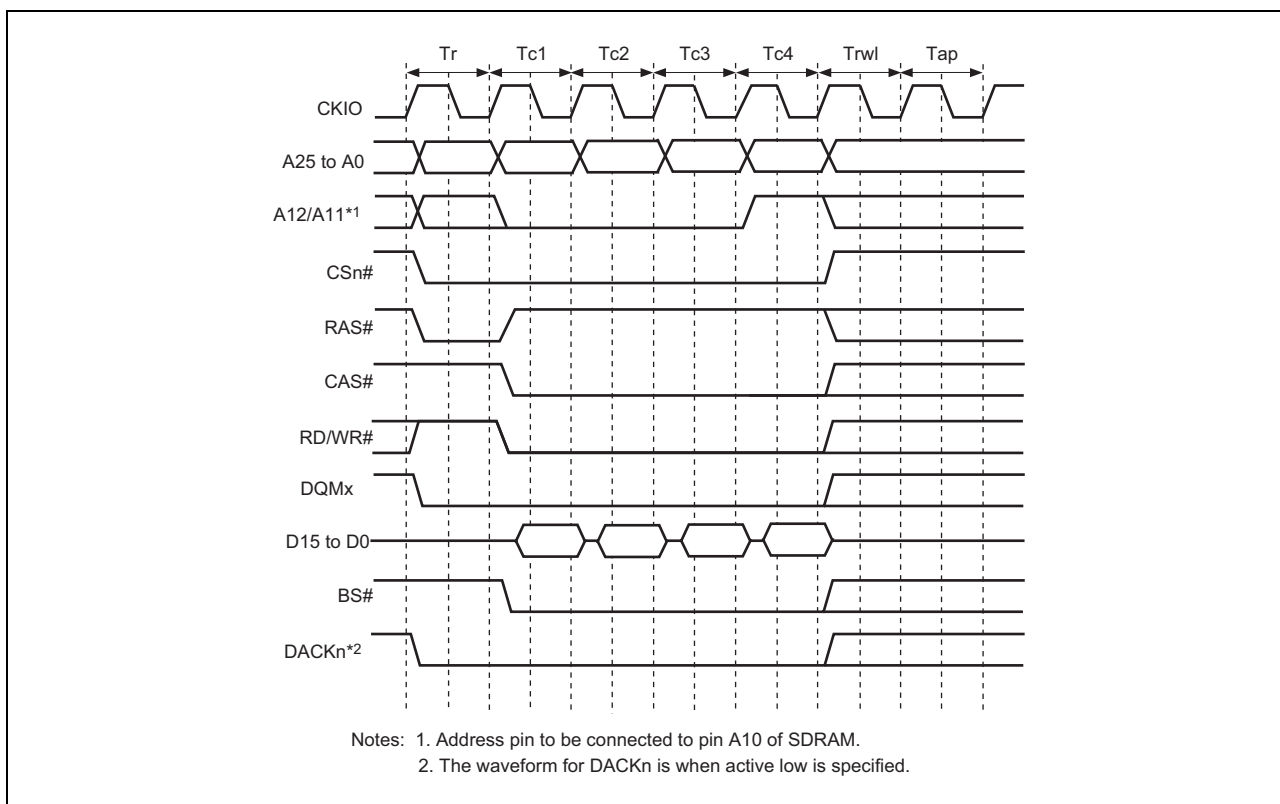 Tr Tc1 Tc2 Tc3 Tc4 Trwl Tap
CKIO
A25 to A0
A12/A11*1
CSn#
RAS#
CAS#
RD/WR#
DQMx
D15 to D0
BS#
DACKn*2
Notes: 1. Address pin to be connected to pin A10 of SDRAM.
2. The waveform for DACKn is when active low is specified.